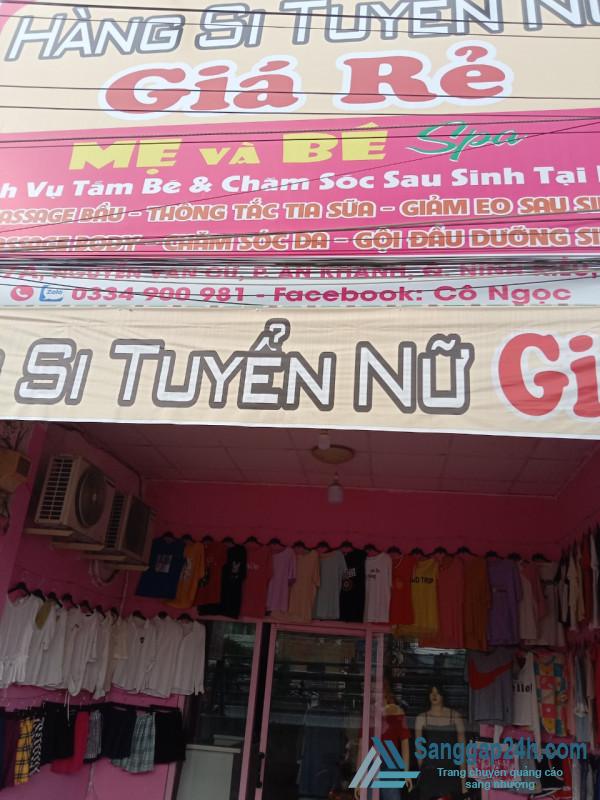 HÀNG SI TUYỂN NỮ
Giá Rẻ
MẸ VÀ BÉ Spa
Vụ Tắm Bé & Chăm Sóc Sau Sinh Tại
MASSAGE BẦU - THÔNG TẮC TIA SỮA - GIẢM EO SAU
MASSAGE BODY - CHĂM SÓC DA - GỘI ĐẦU DƯỠNG
NGUYỄN VĂN CỪ, P. AN KHÁNH, Q. NINH KIỀU,
Zalo 0334 900 981 - Facebook: Cô Ngọc
SI TUYỂN NỮ Gi
Sanggap24h.com
Trang chuyên quảng cáo
sang nhượng